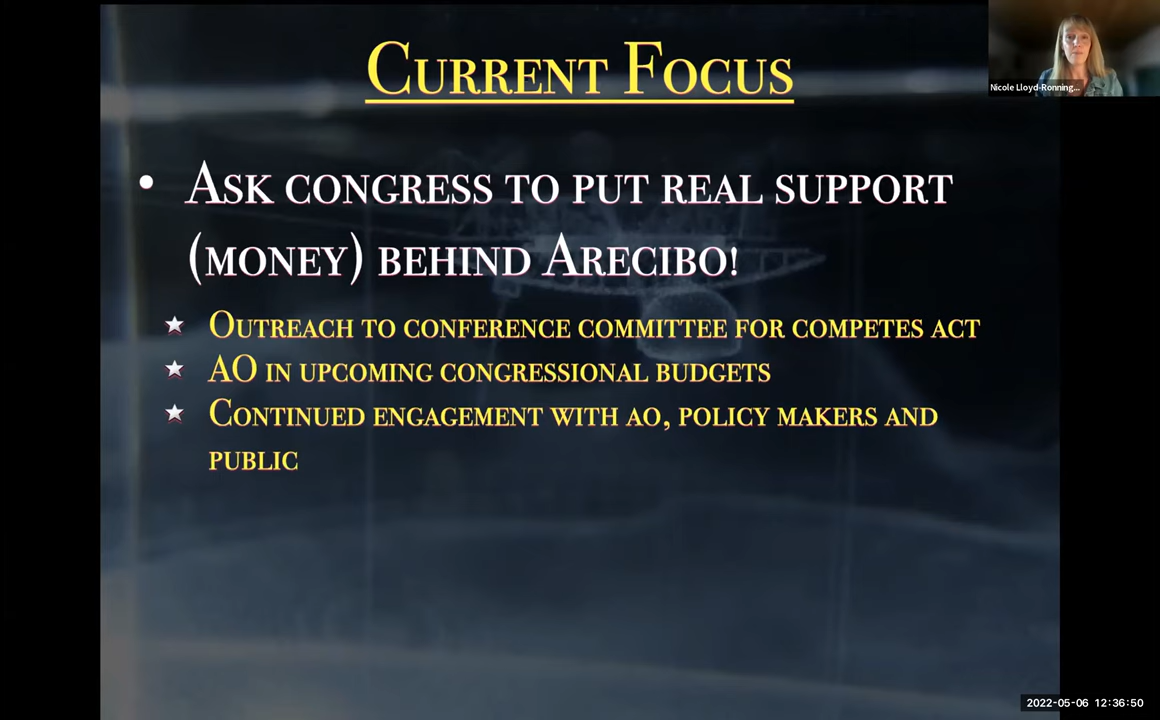 Current Focus
Nicole Lloyd-Ronning...
• Ask congress to put real support
(money) behind Arecibo!
★ Outreach to conference committee for competes act
★ AO in upcoming congressional budgets
★ Continued engagement with ao, policy makers and
public
2022-05-06 12:36:50